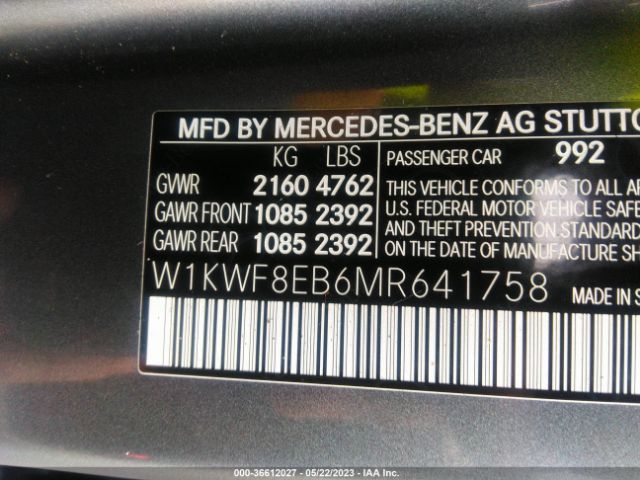 MFD BY MERCEDES-BENZ AG STUTTG
KG LBS
GVWR 2160 4762
GAWR FRONT 1085 2392
GAWR REAR 1085 2392
PASSENGER CAR 992
THIS VEHICLE CONFORMS TO ALL AP
U.S. FEDERAL MOTOR VEHICLE SAFE
AND THEFT PREVENTION STANDARD
ON THE DATE OF MANUFACTURE SH
W1KWF8EB6MR641758
MADE IN S
000-36612027 - 05/22/2023 - IAA Inc.